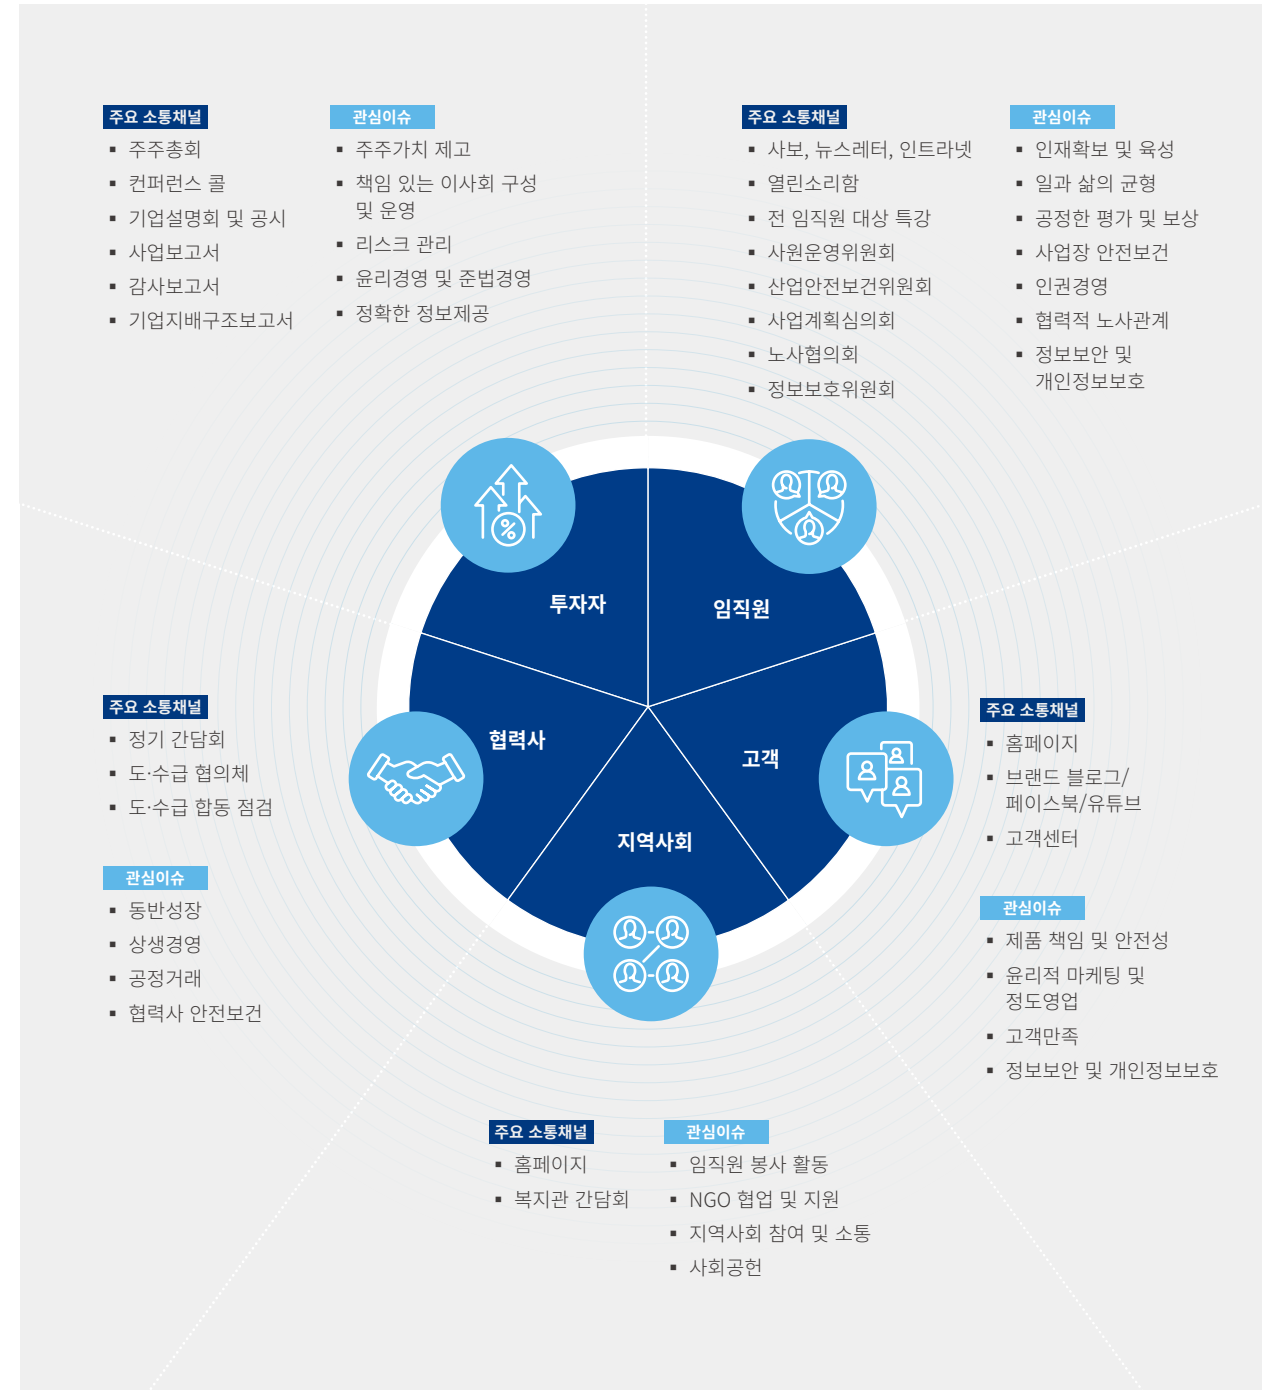 주요 소통채널
주주총회
컨퍼런스 콜
기업설명회 및 공시
사업보고서
감사보고서
기업지배구조보고서
관심이슈
주주가치 제고
책임 있는 이사회 구성
및 운영
리스크 관리
윤리경영 및 준법경영
정확한 정보제공
주요 소통채널
사보, 뉴스레터, 인트라넷
열린소리함
전 임직원 대상 특강
사원운영위원회
산업안전보건위원회
사업계획심의회
노사협의회
정보보호위원회
관심이슈
인재확보 및 육성
일과 삶의 균형
공정한 평가 및 보상
사업장 안전보건
인권경영
협력적 노사관계
정보보안 및
개인정보보호
투자자
임직원
협력사
고객
지역사회
주요 소통채널
정기 간담회
도·수급 협의체
도·수급 합동 점검
관심이슈
동반성장
상생경영
공정거래
협력사 안전보건
주요 소통채널
홈페이지
브랜드 블로그/
페이스북/유튜브
고객센터
관심이슈
제품 책임 및 안전성
윤리적 마케팅 및
정도영업
고객만족
정보보안 및 개인정보보호
주요 소통채널
홈페이지
복지관 간담회
관심이슈
임직원 봉사 활동
NGO 협업 및 지원
지역사회 참여 및 소통
사회공헌